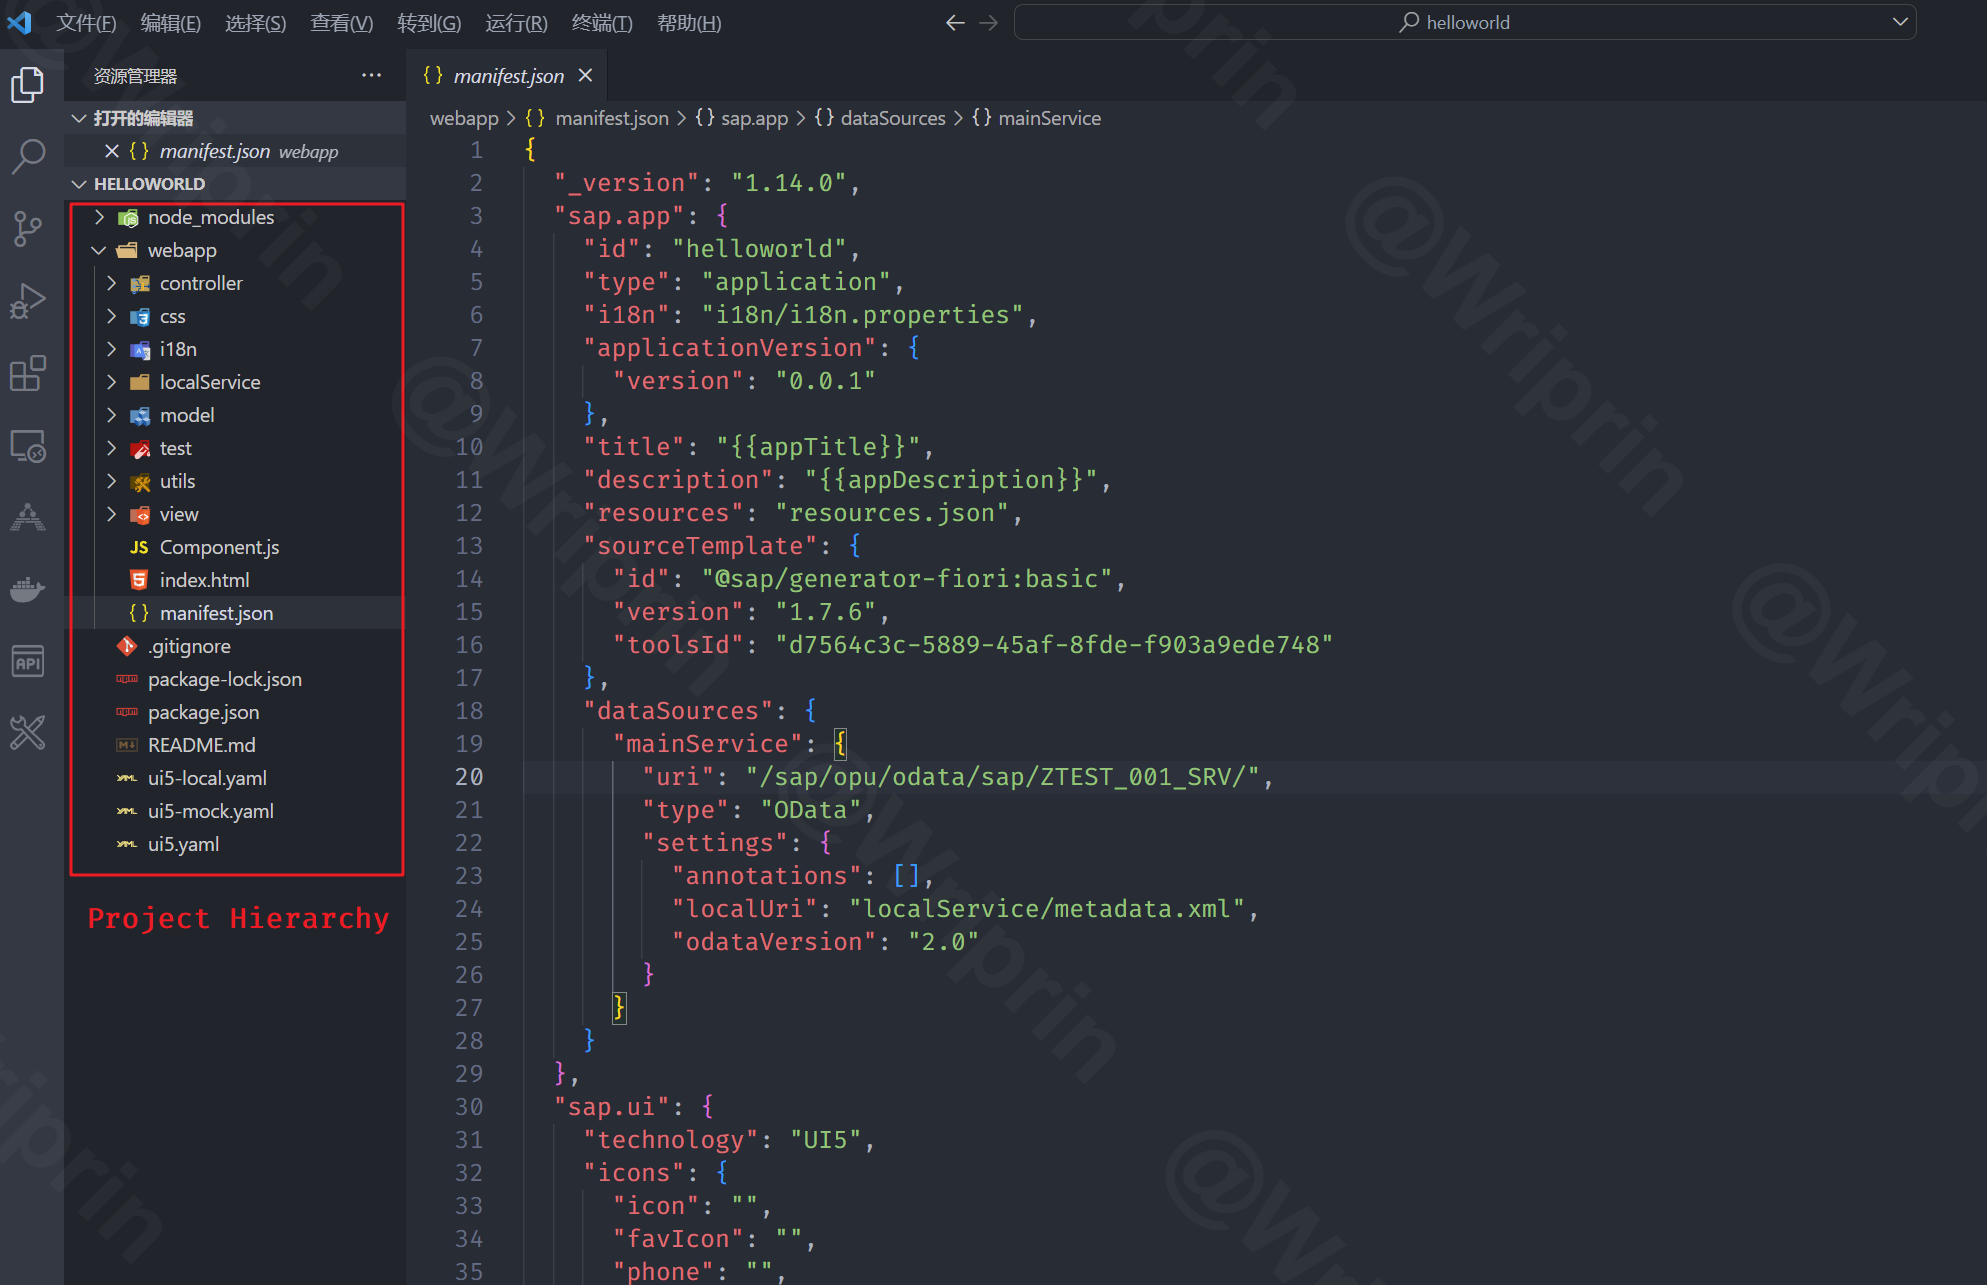 文件(F) 编辑(E) 选择(S) 查看(V) 转到(G) 运行(R) 终端(T) 帮助(H) helloworld
资源管理器 ···
打开的编辑器
manifest.json webapp
HELLOWORLD
node_modules
webapp
controller
css
i18n
localService
model
test
utils
view
JS Component.js
index.html
{} manifest.json
.gitignore
package-lock.json
package.json
README.md
ui5-local.yaml
ui5-mock.yaml
ui5.yaml
Project Hierarchy
API
{} manifest.json
webapp > {} manifest.json > {} sap.app > {} dataSources > {} mainService
1 {
2 "_version": "1.14.0",
3 "sap.app": {
4 "id": "helloworld",
5 "type": "application",
6 "i18n": "i18n/i18n.properties",
7 "applicationVersion": {
8 "version": "0.0.1"
9 },
10 "title": "{{appTitle}}",
11 "description": "{{appDescription}}",
12 "resources": "resources.json",
13 "sourceTemplate": {
14 "id": "@sap/generator-fiori:basic",
15 "version": "1.7.6",
16 "toolsId": "d7564c3c-5889-45af-8fde-f903a9ede748"
17 },
18 "dataSources": {
19 "mainService": {
20 "uri": "/sap/opu/odata/sap/ZTEST_001_SRV/",
21 "type": "OData",
22 "settings": {
23 "annotations": [],
24 "localUri": "localService/metadata.xml",
25 "odataVersion": "2.0"
26 }
27 }
28 }
29 },
30 "sap.ui": {
31 "technology": "UI5",
32 "icons": {
33 "icon": "",
34 "favIcon": "",
35 "phone": "",
@Wriprin
@Wriprin
@Wriprin
@Wriprin